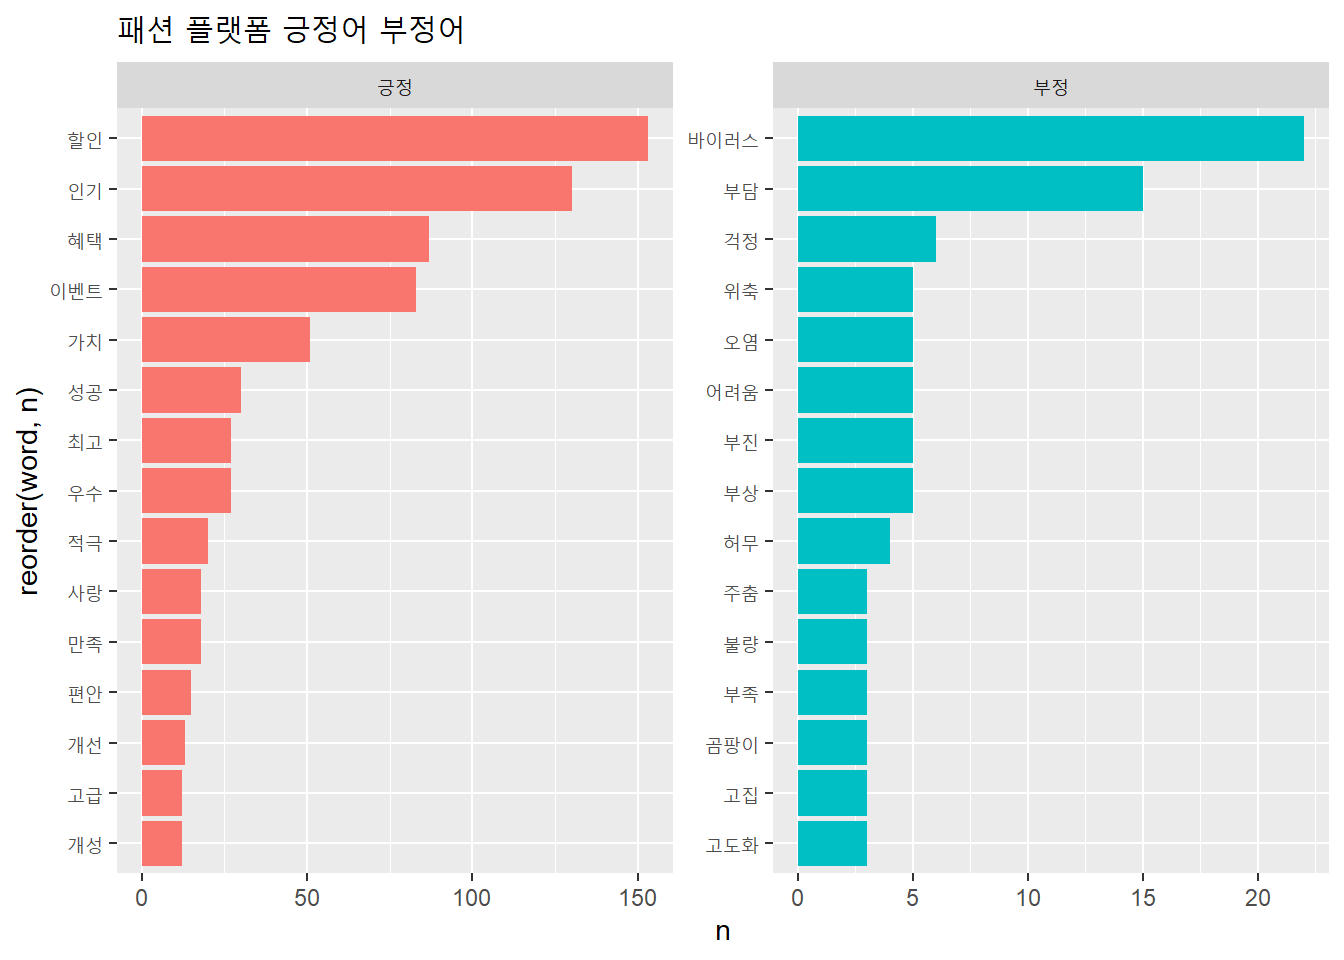 패션 플랫폼 긍정어 부정어
긍정
부정
reorder(word, n)
할인
인기
혜택
이벤트
가치
성공
최고
우수
적극
사랑
만족
편안
개선
고급
개성
0 50 100 150
바이러스
부담
걱정
위축
오염
어려움
부진
부상
허무
주춤
불량
부족
곰팡이
고집
고도화
0 5 10 15 20
n